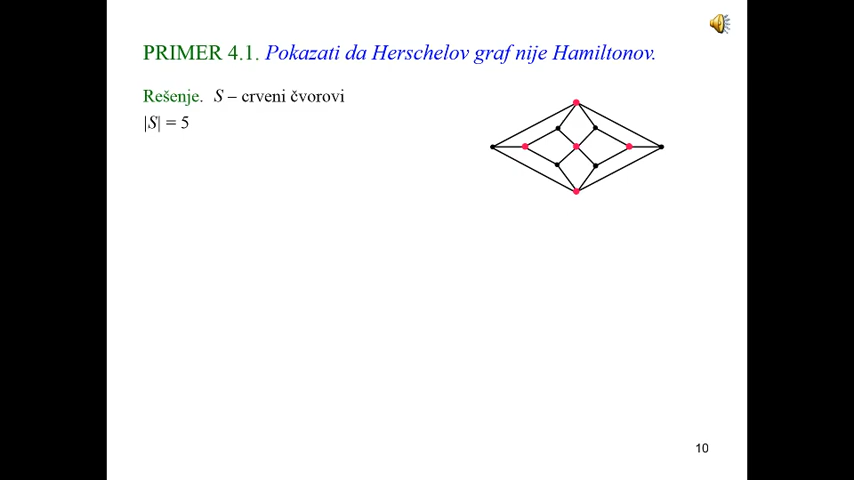 PRIMER 4.1. Pokazati da Herschelov graf nije Hamiltonov.
Rešenje. S – crveni čvorovi
|S| = 5
10